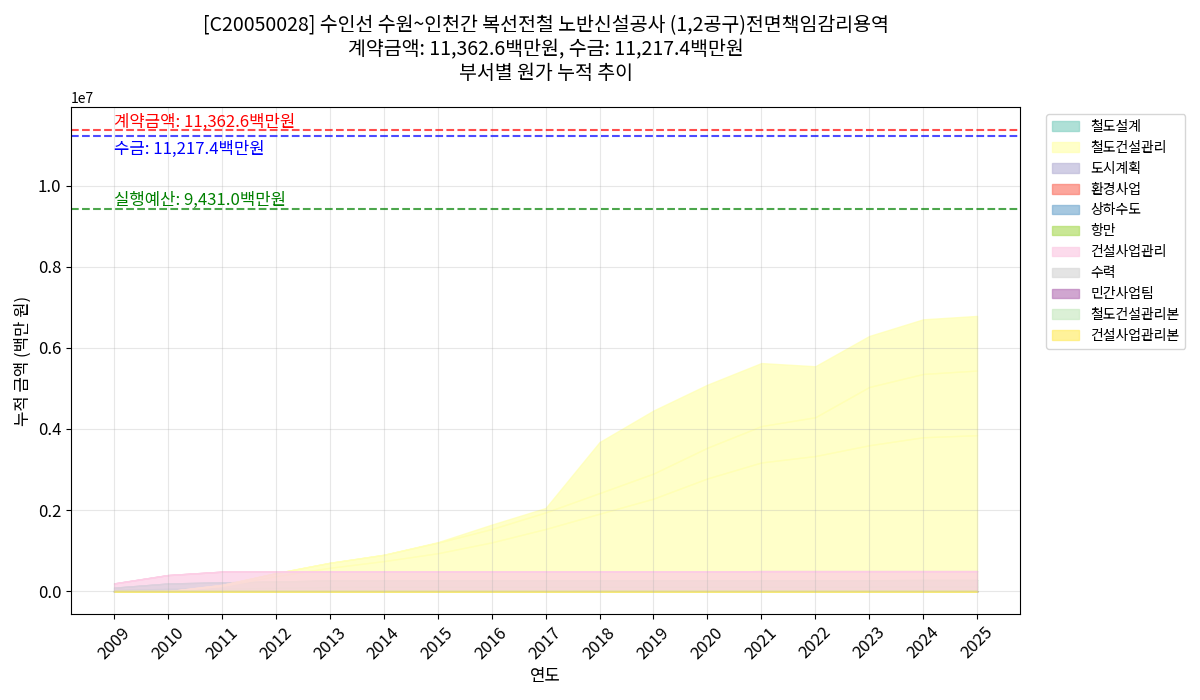 [C20050028] 수인선 수원~인천간 복선전철 노반신설공사 (1,2공구)전면책임감리용역
계약금액: 11,362.6백만원, 수금: 11,217.4백만원
부서별 원가 누적 추이
1e7
계약금액: 11,362.6백만원
수금: 11,217.4백만원
실행예산: 9,431.0백만원
1.0
0.8
0.6
0.4
0.2
0.0
누적 금액 (백만 원)
2009
2010
2011
2012
2013
2014
2015
2016
2017
2018
2019
2020
2021
2022
2023
2024
2025
연도
철도설계
철도건설관리
도시계획
환경사업
상하수도
항만
건설사업관리
수력
민간사업팀
철도건설관리본
건설사업관리본